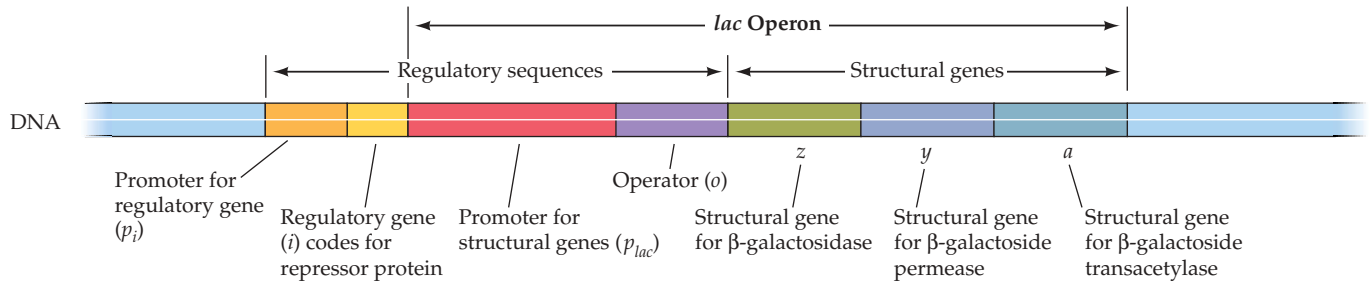 lac Operon
Regulatory sequences
Structural genes
DNA
z
y
a
Promoter for
regulatory gene
(pᵢ)
Regulatory gene
(i) codes for
repressor protein
Promoter for
structural genes (pₗₐ𝒸)
Operator (o)
Structural gene
for β-galactosidase
Structural gene
for β-galactoside
permease
Structural gene
for β-galactoside
transacetylase